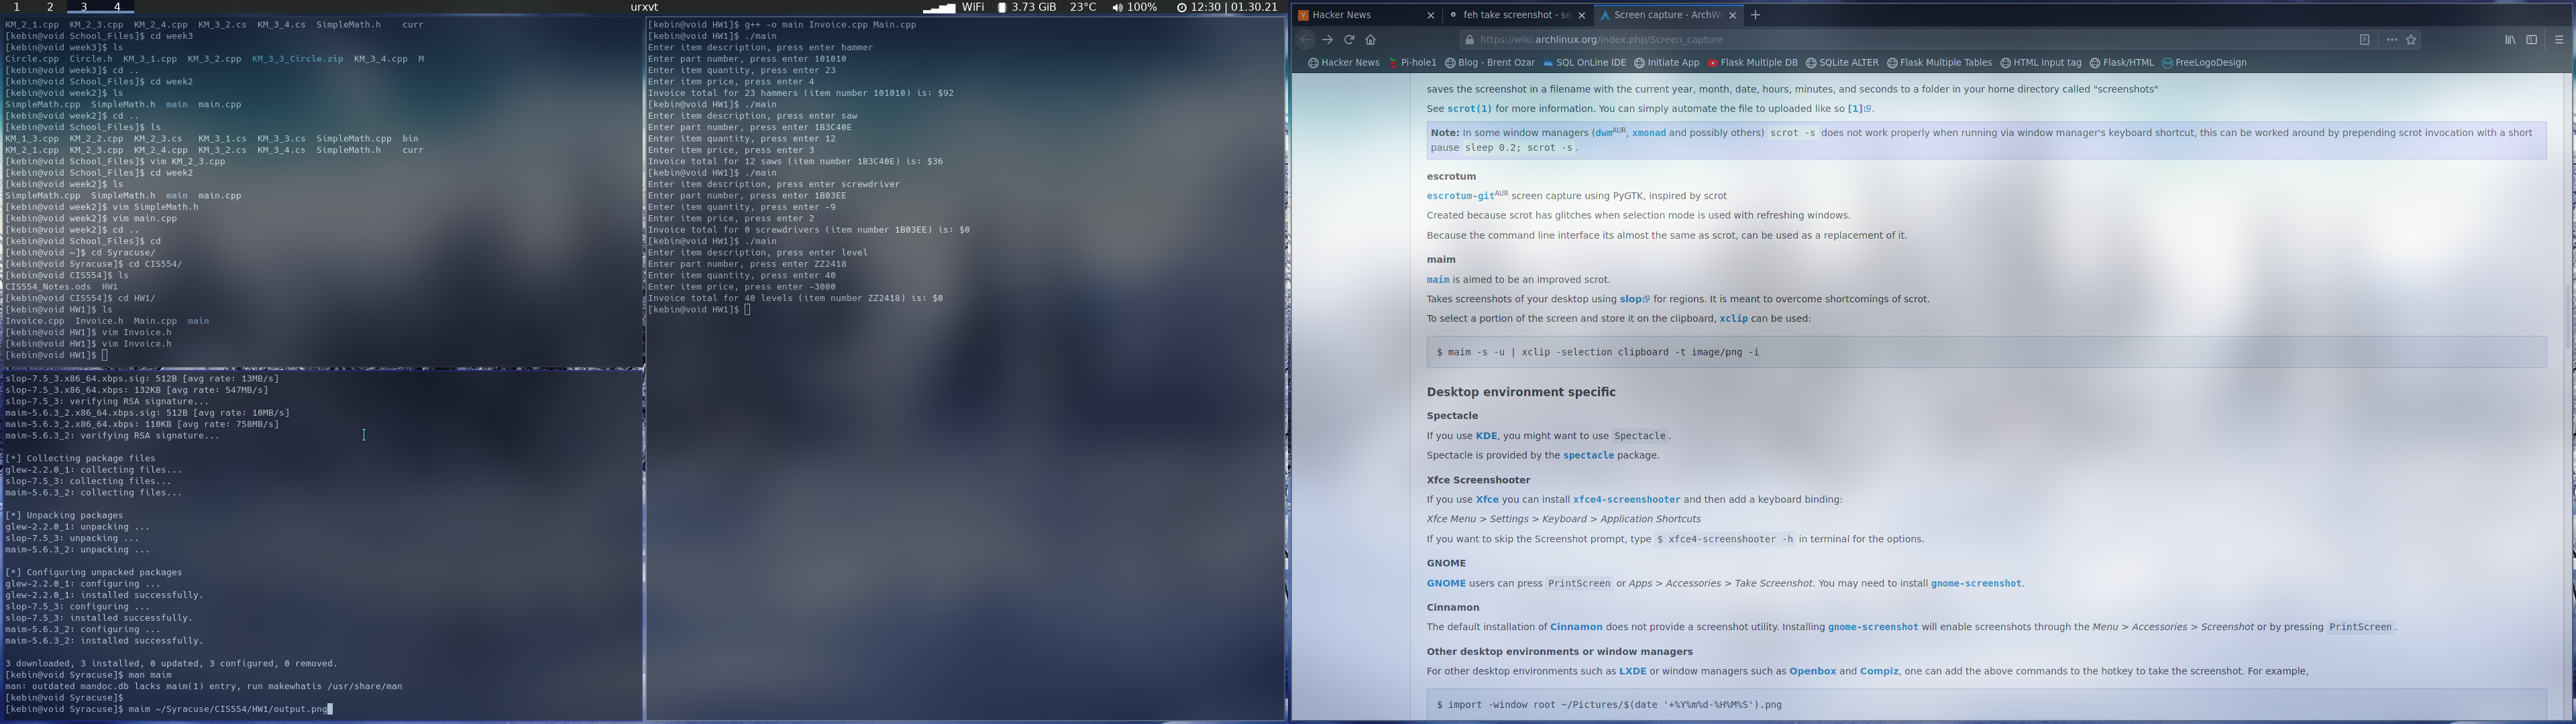 1 2 3 4
urxvt
WiFi 3.73 GiB 23°C 100% 12:30 | 01.30.21
KM_2_1.cpp KM_2_2.cpp KM_2_3.cs KM_3_2.cpp KM_3_4.cpp SimpleMath.h curr
[kebin@void School_Files]$ cd week3
[kebin@void week3]$ ls
Circle.cpp Circle.h KM_3_1.cpp KM_3_2.cpp KM_3_3_Circle.zip KM_3_4.cpp M
[kebin@void week3]$ cd ..
[kebin@void School_Files]$ cd week2
[kebin@void week2]$ ls
SimpleMath.cpp SimpleMath.h main main.cpp
[kebin@void week2]$ cd ..
[kebin@void School_Files]$ ls
KM_1_3.cpp KM_2_2.cpp KM_2_3.cs KM_3_1.cs KM_3_3.cs SimpleMath.cpp bin
KM_2_1.cpp KM_2_3.cpp KM_2_4.cpp KM_3_2.cs KM_3_4.cs SimpleMath.h curr
[kebin@void School_Files]$ vim KM_2_3.cpp
[kebin@void School_Files]$ cd week2
[kebin@void week2]$ ls
SimpleMath.cpp SimpleMath.h main main.cpp
[kebin@void week2]$ vim SimpleMath.h
[kebin@void week2]$ vim main.cpp
[kebin@void week2]$ cd ..
[kebin@void School_Files]$ cd
[kebin@void ~]$ cd Syracuse/
[kebin@void Syracuse]$ cd CIS554/
[kebin@void CIS554]$ ls
CIS554_Notes.ods HW1
[kebin@void CIS554]$ cd HW1/
[kebin@void HW1]$ ls
Invoice.cpp Invoice.h Main.cpp main
[kebin@void HW1]$ vim Invoice.h
[kebin@void HW1]$ vim Invoice.h
[kebin@void HW1]$
slop-7.5_3.x86_64.xbps.sig: 512B [avg rate: 13MB/s]
slop-7.5_3.x86_64.xbps: 132KB [avg rate: 547MB/s]
slop-7.5_3: verifying RSA signature...
maim-5.6.3_2.x86_64.xbps.sig: 512B [avg rate: 10MB/s]
maim-5.6.3_2.x86_64.xbps: 110KB [avg rate: 758MB/s]
maim-5.6.3_2: verifying RSA signature...
[*] Collecting package files
glew-2.2.0_1: collecting files...
slop-7.5_3: collecting files...
maim-5.6.3_2: collecting files...
[*] Unpacking packages
glew-2.2.0_1: unpacking ...
slop-7.5_3: unpacking ...
maim-5.6.3_2: unpacking ...
[*] Configuring unpacked packages
glew-2.2.0_1: configuring ...
glew-2.2.0_1: installed successfully.
slop-7.5_3: configuring ...
slop-7.5_3: installed successfully.
maim-5.6.3_2: configuring ...
maim-5.6.3_2: installed successfully.
3 downloaded, 3 installed, 0 updated, 3 configured, 0 removed.
[kebin@void Syracuse]$ man maim
man: outdated mandoc.db lacks maim(1) entry, run makewhatis /usr/share/man
[kebin@void Syracuse]$
[kebin@void Syracuse]$ maim ~/Syracuse/CIS554/HW1/output.png
[kebin@void HW1]$ g++ -o main Invoice.cpp Main.cpp
[kebin@void HW1]$ ./main
Enter item description, press enter hammer
Enter part number, press enter 101010
Enter item quantity, press enter 23
Enter item price, press enter 4
Invoice total for 23 hammers (item number 101010) is: $92
[kebin@void HW1]$ ./main
Enter item description, press enter saw
Enter part number, press enter 1B3C40E
Enter item quantity, press enter 12
Enter item price, press enter 3
Invoice total for 12 saws (item number 1B3C40E) is: $36
[kebin@void HW1]$ ./main
Enter item description, press enter screwdriver
Enter part number, press enter 1B03EE
Enter item quantity, press enter -9
Enter item price, press enter 2
Invoice total for 0 screwdrivers (item number 1B03EE) is: $0
[kebin@void HW1]$ ./main
Enter item description, press enter level
Enter part number, press enter ZZ2418
Enter item quantity, press enter 40
Enter item price, press enter -3000
Invoice total for 40 levels (item number ZZ2418) is: $0
[kebin@void HW1]$
Hacker News feh take screenshot - se Screen capture - ArchWi
https://wiki.archlinux.org/index.php/Screen_capture
Hacker News Pi-hole1 Blog - Brent Ozar SQL OnLine IDE Initiate App Flask Multiple DB SQLite ALTER Flask Multiple Tables HTML input tag Flask/HTML FreeLogoDesign
saves the screenshot in a filename with the current year, month, date, hours, minutes, and seconds to a folder in your home directory called "screenshots"
See scrot(1) for more information. You can simply automate the file to uploaded like so [1].
Note: In some window managers (dwmAUR, xmonad and possibly others) scrot -s does not work properly when running via window manager's keyboard shortcut, this can be worked around by prepending scrot invocation with a short
pause sleep 0.2; scrot -s.
escrotum
escrotum-gitAUR screen capture using PyGTK, inspired by scrot
Created because scrot has glitches when selection mode is used with refreshing windows.
Because the command line interface its almost the same as scrot, can be used as a replacement of it.
maim
maim is aimed to be an improved scrot.
Takes screenshots of your desktop using slop for regions. It is meant to overcome shortcomings of scrot.
To select a portion of the screen and store it on the clipboard, xclip can be used:
$ maim -s -u | xclip -selection clipboard -t image/png -i
Desktop environment specific
Spectacle
If you use KDE, you might want to use Spectacle.
Spectacle is provided by the spectacle package.
Xfce Screenshooter
If you use Xfce you can install xfce4-screenshooter and then add a keyboard binding:
Xfce Menu > Settings > Keyboard > Application Shortcuts
If you want to skip the Screenshot prompt, type $ xfce4-screenshooter -h in terminal for the options.
GNOME
GNOME users can press PrintScreen or Apps > Accessories > Take Screenshot. You may need to install gnome-screenshot.
Cinnamon
The default installation of Cinnamon does not provide a screenshot utility. Installing gnome-screenshot will enable screenshots through the Menu > Accessories > Screenshot or by pressing PrintScreen.
Other desktop environments or window managers
For other desktop environments such as LXDE or window managers such as Openbox and Compiz, one can add the above commands to the hotkey to take the screenshot. For example,
$ import -window root ~/Pictures/$(date '+%Y%m%d-%H%M%S').png